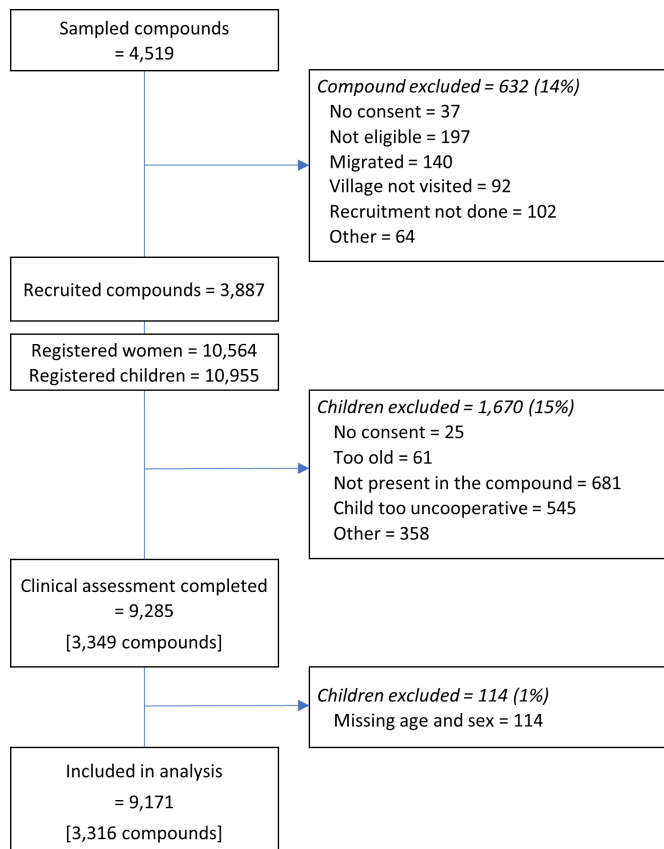 Sampled compounds
= 4,519
Compound excluded = 632 (14%)
No consent = 37
Not eligible = 197
Migrated = 140
Village not visited = 92
Recruitment not done = 102
Other = 64
Recruited compounds = 3,887
Registered women = 10,564
Registered children = 10,955
Children excluded = 1,670 (15%)
No consent = 25
Too old = 61
Not present in the compound = 681
Child too uncooperative = 545
Other = 358
Clinical assessment completed
= 9,285
[3,349 compounds]
Children excluded = 114 (1%)
Missing age and sex = 114
Included in analysis
= 9,171
[3,316 compounds]